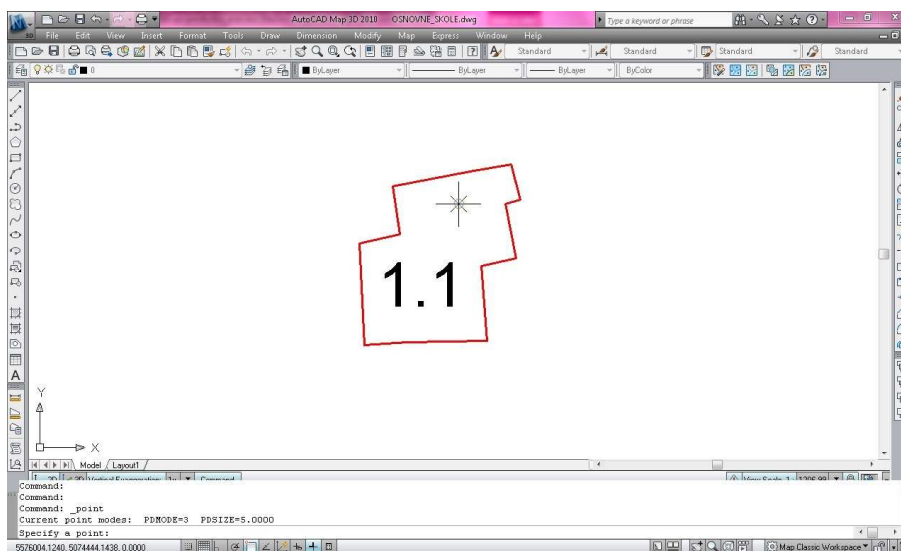 AutoCAD Map 3D 2010 OSNOVNE_SKOLE.dwg Type a keyword or phrase
File Edit View Insert Format Tools Draw Dimension Modify Map Express Window Help
Standard Standard Standard Standard
0 ByLayer ByLayer ByLayer ByColor
1.1
Y
X
Model Layout1
Command:
Command:
Command: _point
Current point modes: PDMODE=3 PDSIZE=5.0000
Specify a point:
5576004.1240, 5074444.1438, 0.0000 Map Classic Workspace